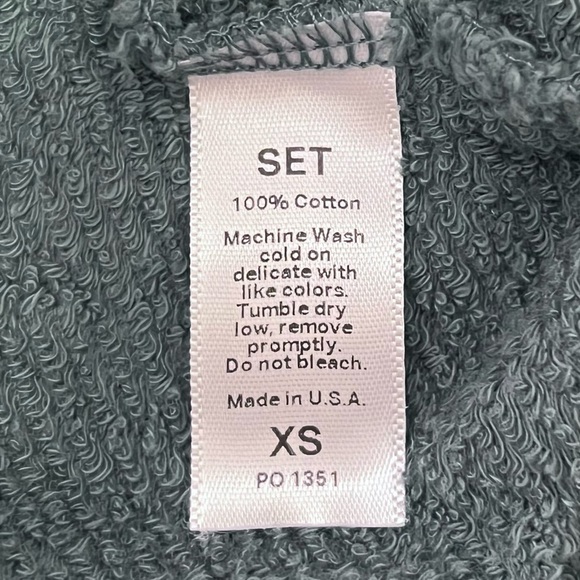 SET
100% Cotton
Machine Wash
cold on
delicate with
like colors.
Tumble dry
low, remove
promptly.
Do not bleach.
Made in U.S.A.
XS
PO 1351